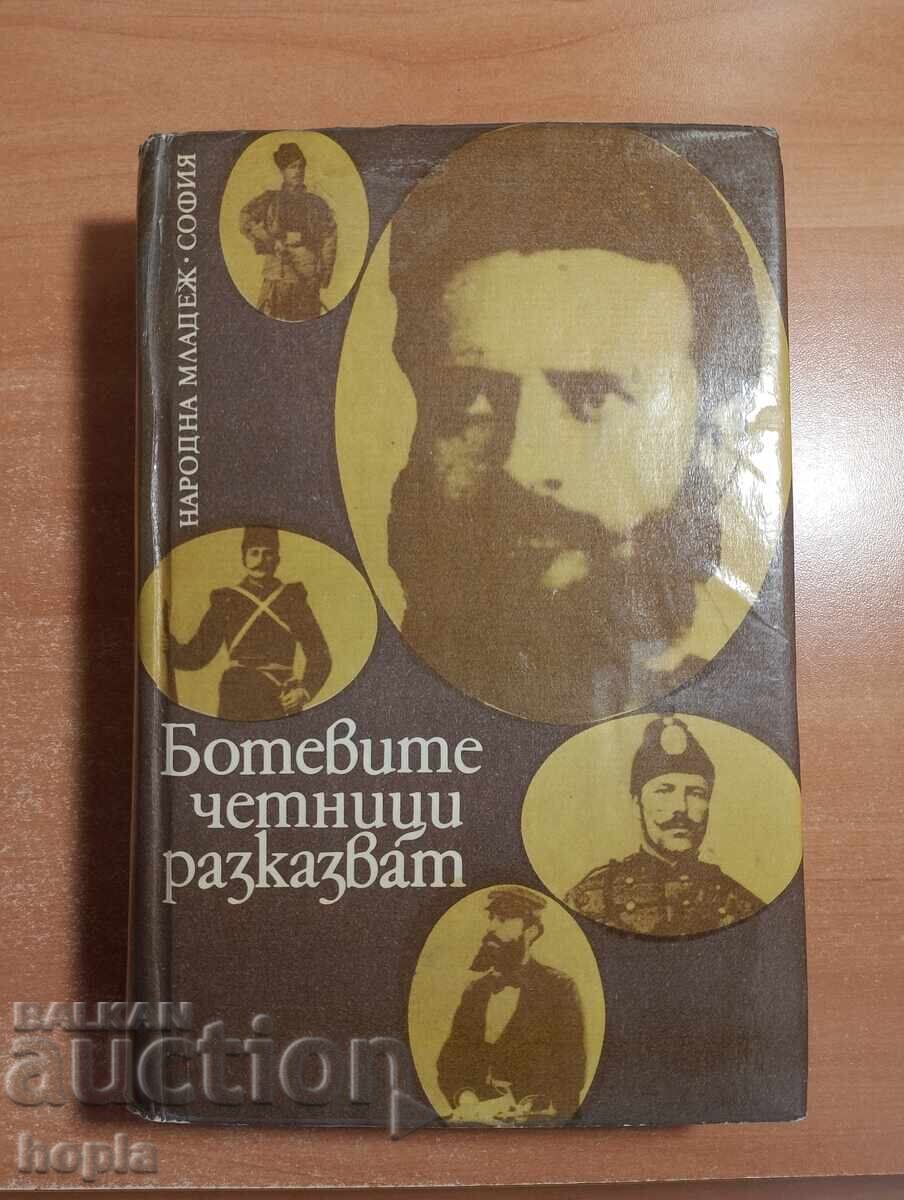 НАРОДНА МЛАДЕЖ · СОФИЯ
Ботевите
четници
разказват
BALKAN
auction
hopla